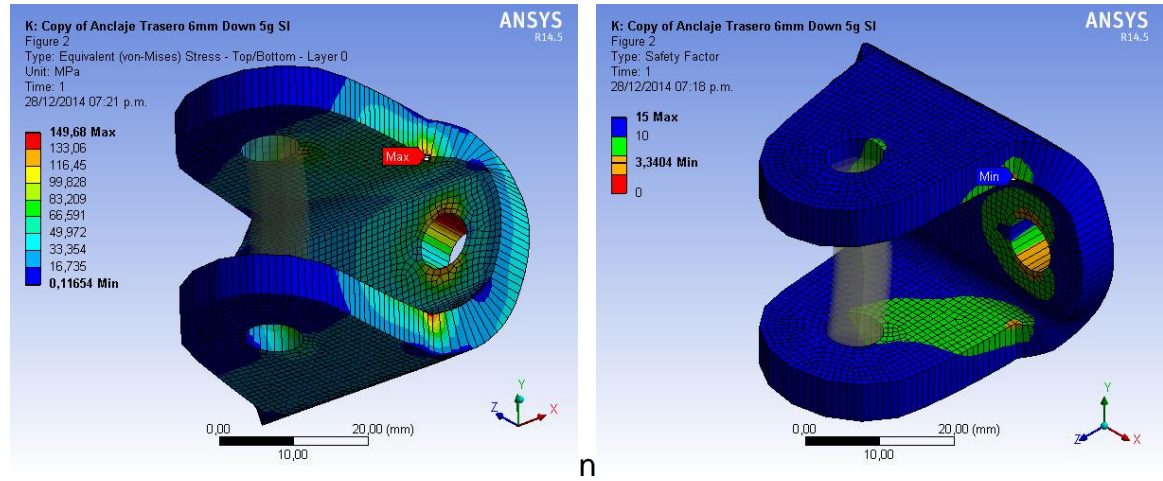 K: Copy of Anclaje Trasero 6mm Down 5g SI
Figure 2
Type: Equivalent (von-Mises) Stress - Top/Bottom - Layer 0
Unit: MPa
Time: 1
28/12/2014 07:21 p.m.
ANSYS
R14.5
149,68 Max
133,06
116,45
99,828
83,209
66,591
49,972
33,354
16,735
0,11654 Min
Max
Y
Z
X
0,00
20,00 (mm)
10,00
n
K: Copy of Anclaje Trasero 6mm Down 5g SI
Figure 2
Type: Safety Factor
Time: 1
28/12/2014 07:18 p.m.
ANSYS
R14.5
15 Max
10
3,3404 Min
0
Min
Y
Z
X
0,00
20,00 (mm)
10,00